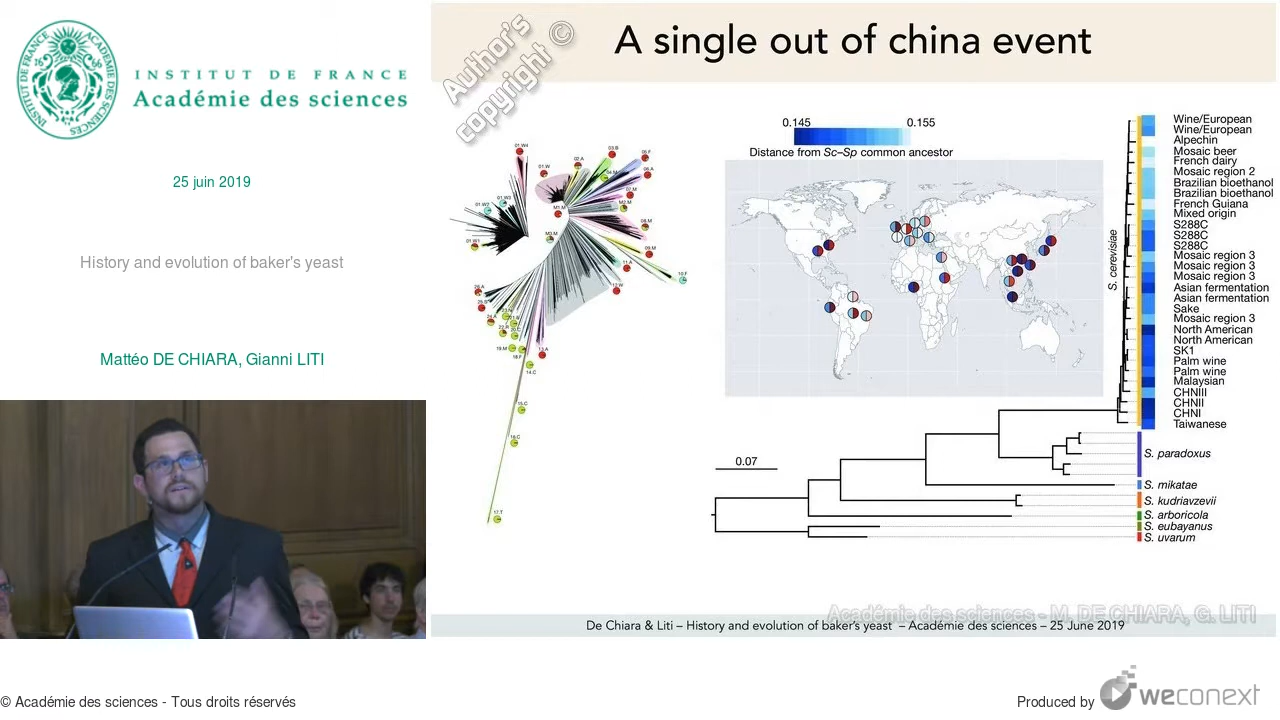 INSTITUT DE FRANCE
Académie des sciences
25 juin 2019
History and evolution of baker's yeast
Mattéo DE CHIARA, Gianni LITI
Author's
copyright ©
A single out of china event
0.145
0.155
Distance from Sc–Sp common ancestor
Wine/European
Wine/European
Alpechin
Mosaic beer
French dairy
Mosaic region 2
Brazilian bioethanol
Brazilian bioethanol
French Guiana
Mixed origin
S288C
S288C
S288C
Mosaic region 3
Mosaic region 3
Mosaic region 3
Asian fermentation
Asian fermentation
Sake
Mosaic region 3
North American
North American
SK1
Palm wine
Palm wine
Malaysian
CHNIII
CHNII
CHNI
Taiwanese
S. cerevisiae
0.07
S. paradoxus
S. mikatae
S. kudriavzevii
S. arboricola
S. eubayanus
S. uvarum
Académie des sciences - M. DE CHIARA, G. LITI
De Chiara & Liti – History and evolution of baker's yeast – Académie des sciences – 25 June 2019
© Académie des sciences - Tous droits réservés
Produced by
weconext